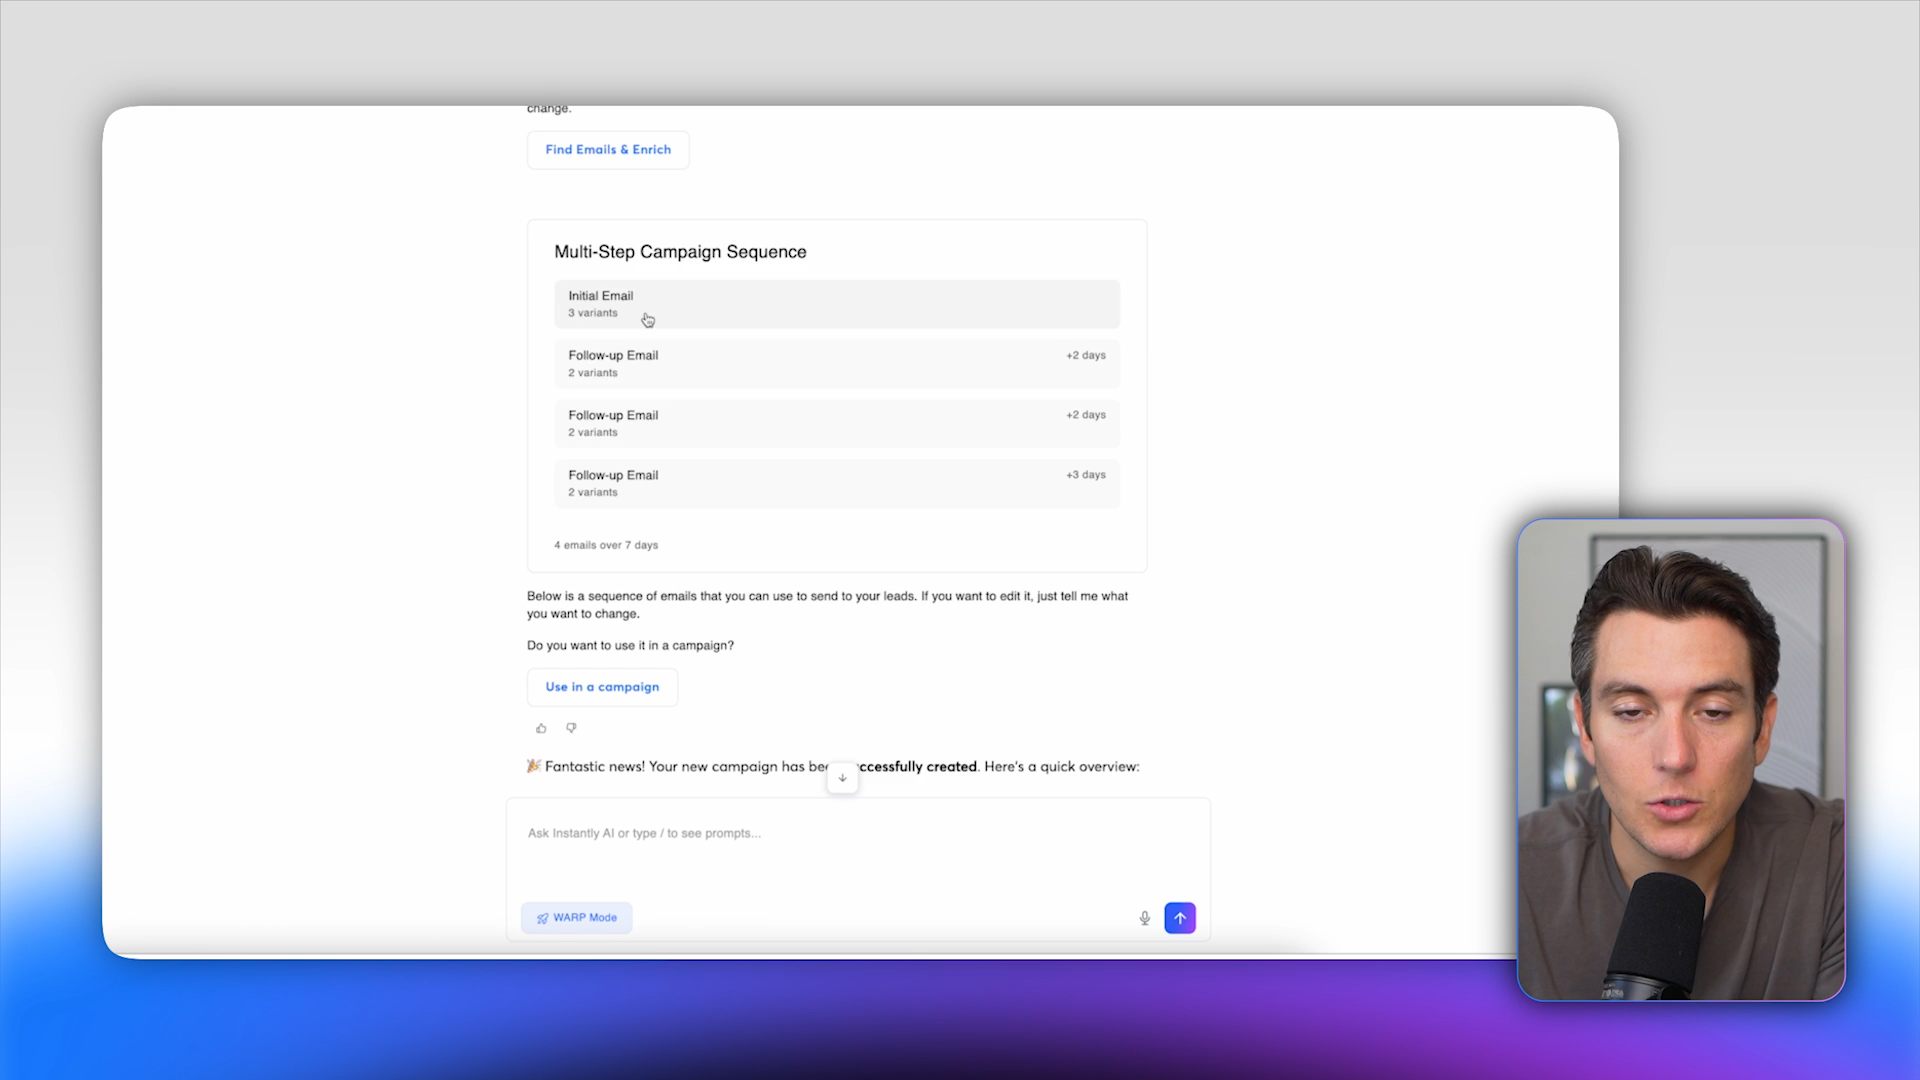 change.
Find Emails & Enrich
Multi-Step Campaign Sequence
Initial Email
3 variants
Follow-up Email
+2 days
2 variants
Follow-up Email
+2 days
2 variants
Follow-up Email
+3 days
2 variants
4 emails over 7 days
Below is a sequence of emails that you can use to send to your leads. If you want to edit it, just tell me what
you want to change.
Do you want to use it in a campaign?
Use in a campaign
🎉 Fantastic news! Your new campaign has bee ccessfully created. Here's a quick overview:
Ask Instantly AI or type / to see prompts...
WARP Mode